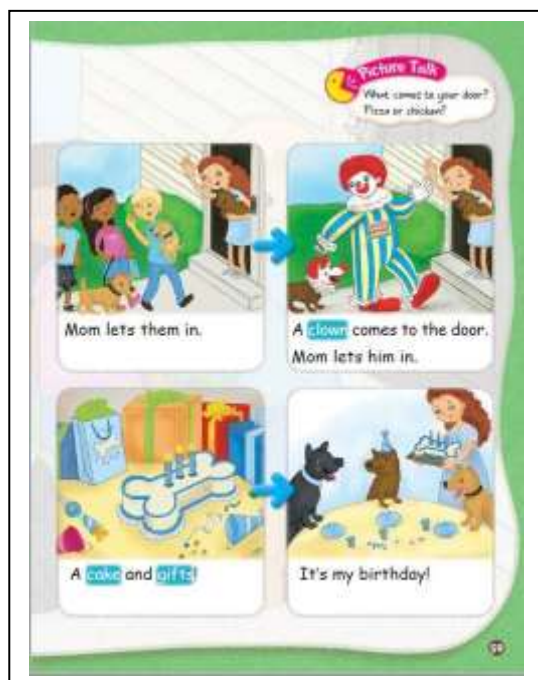 Picture Talk
What comes to your door?
Pizza or chicken?
Mom lets them in.
A clown comes to the door.
Mom lets him in.
A cake and gifts!
It's my birthday!